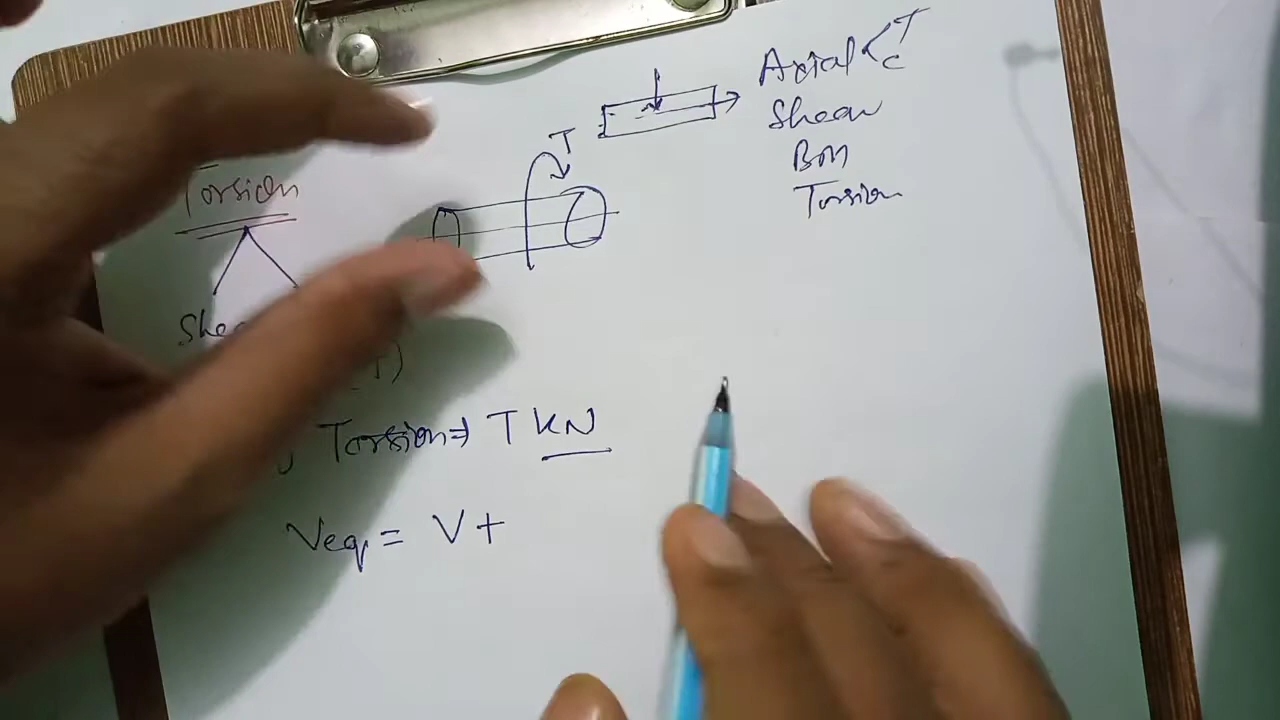 Axial < T
C
Shear
BM
Torsion
T
Torsion
Torsion ⇒ T KN
Veq = V +